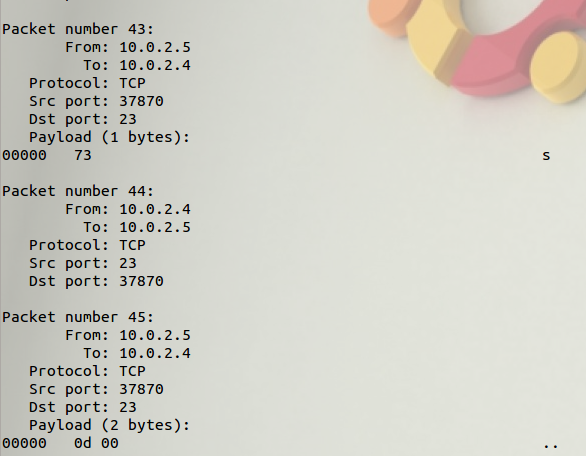 Packet number 43:
From: 10.0.2.5
To: 10.0.2.4
Protocol: TCP
Src port: 37870
Dst port: 23
Payload (1 bytes):
00000 73 s
Packet number 44:
From: 10.0.2.4
To: 10.0.2.5
Protocol: TCP
Src port: 23
Dst port: 37870
Packet number 45:
From: 10.0.2.5
To: 10.0.2.4
Protocol: TCP
Src port: 37870
Dst port: 23
Payload (2 bytes):
00000 0d 00 ..